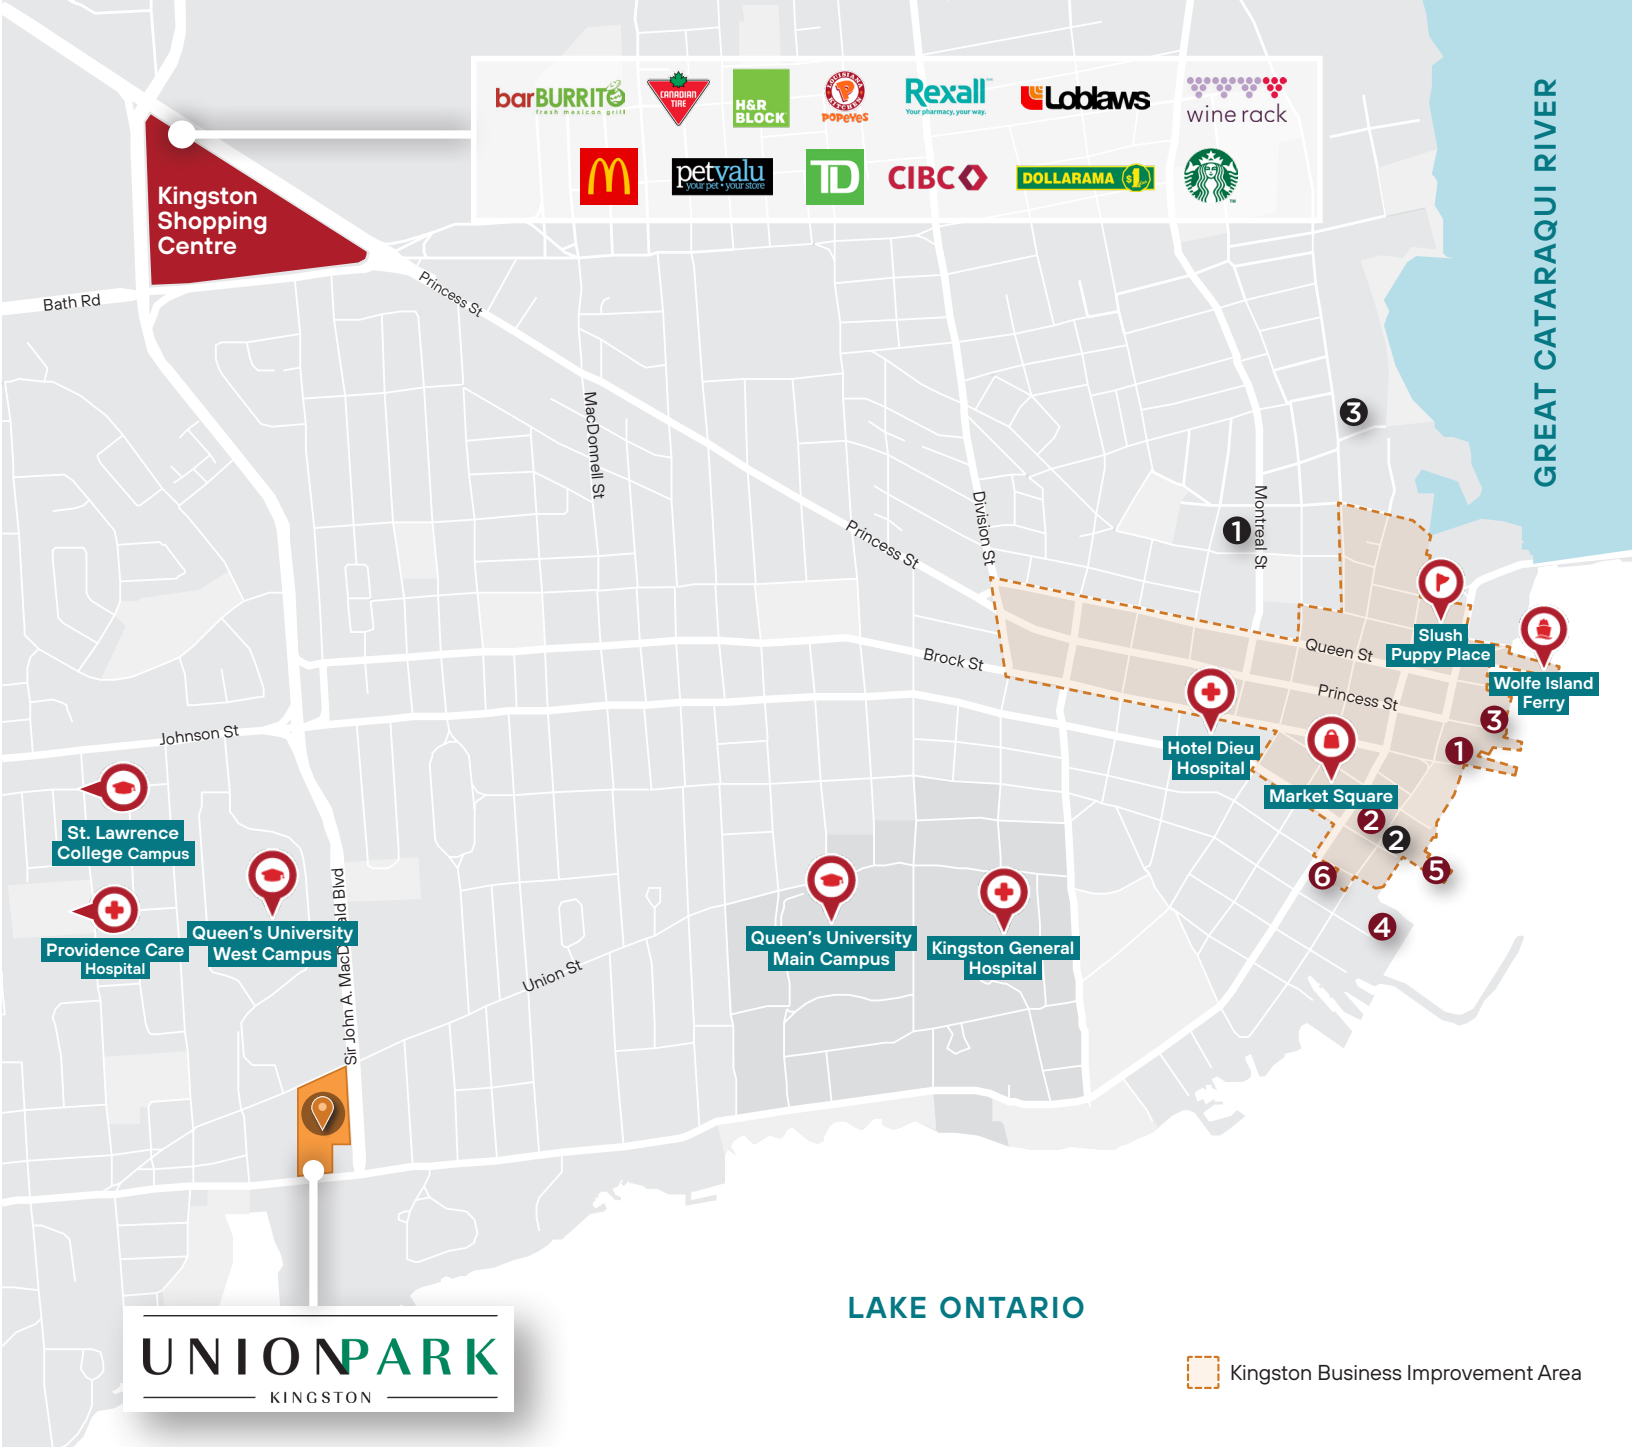 barBURRITO
fresh mexican grill
CANADIAN
TIRE
H&R
BLOCK
LOUISIANA
KITCHEN
POPEYES
Rexall
Your pharmacy, your way.
Loblaws
wine rack
petvalu
your pet • your store
TD
CIBC
DOLLARAMA $1
Kingston
Shopping
Centre
GREAT CATARAQUI RIVER
Bath Rd
Princess St
MacDonnell St
3
Division St
Montreal St
1
Princess St
Slush
Puppy Place
Queen St
Brock St
Wolfe Island
Ferry
Princess St
3
1
Johnson St
Hotel Dieu
Hospital
Market Square
2
2
St. Lawrence
College Campus
5
6
4
Queen's University
West Campus
Sir John A. MacD ald Blvd
Queen's University
Main Campus
Kingston General
Hospital
Providence Care
Hospital
Union St
LAKE ONTARIO
UNIONPARK
KINGSTON
Kingston Business Improvement Area